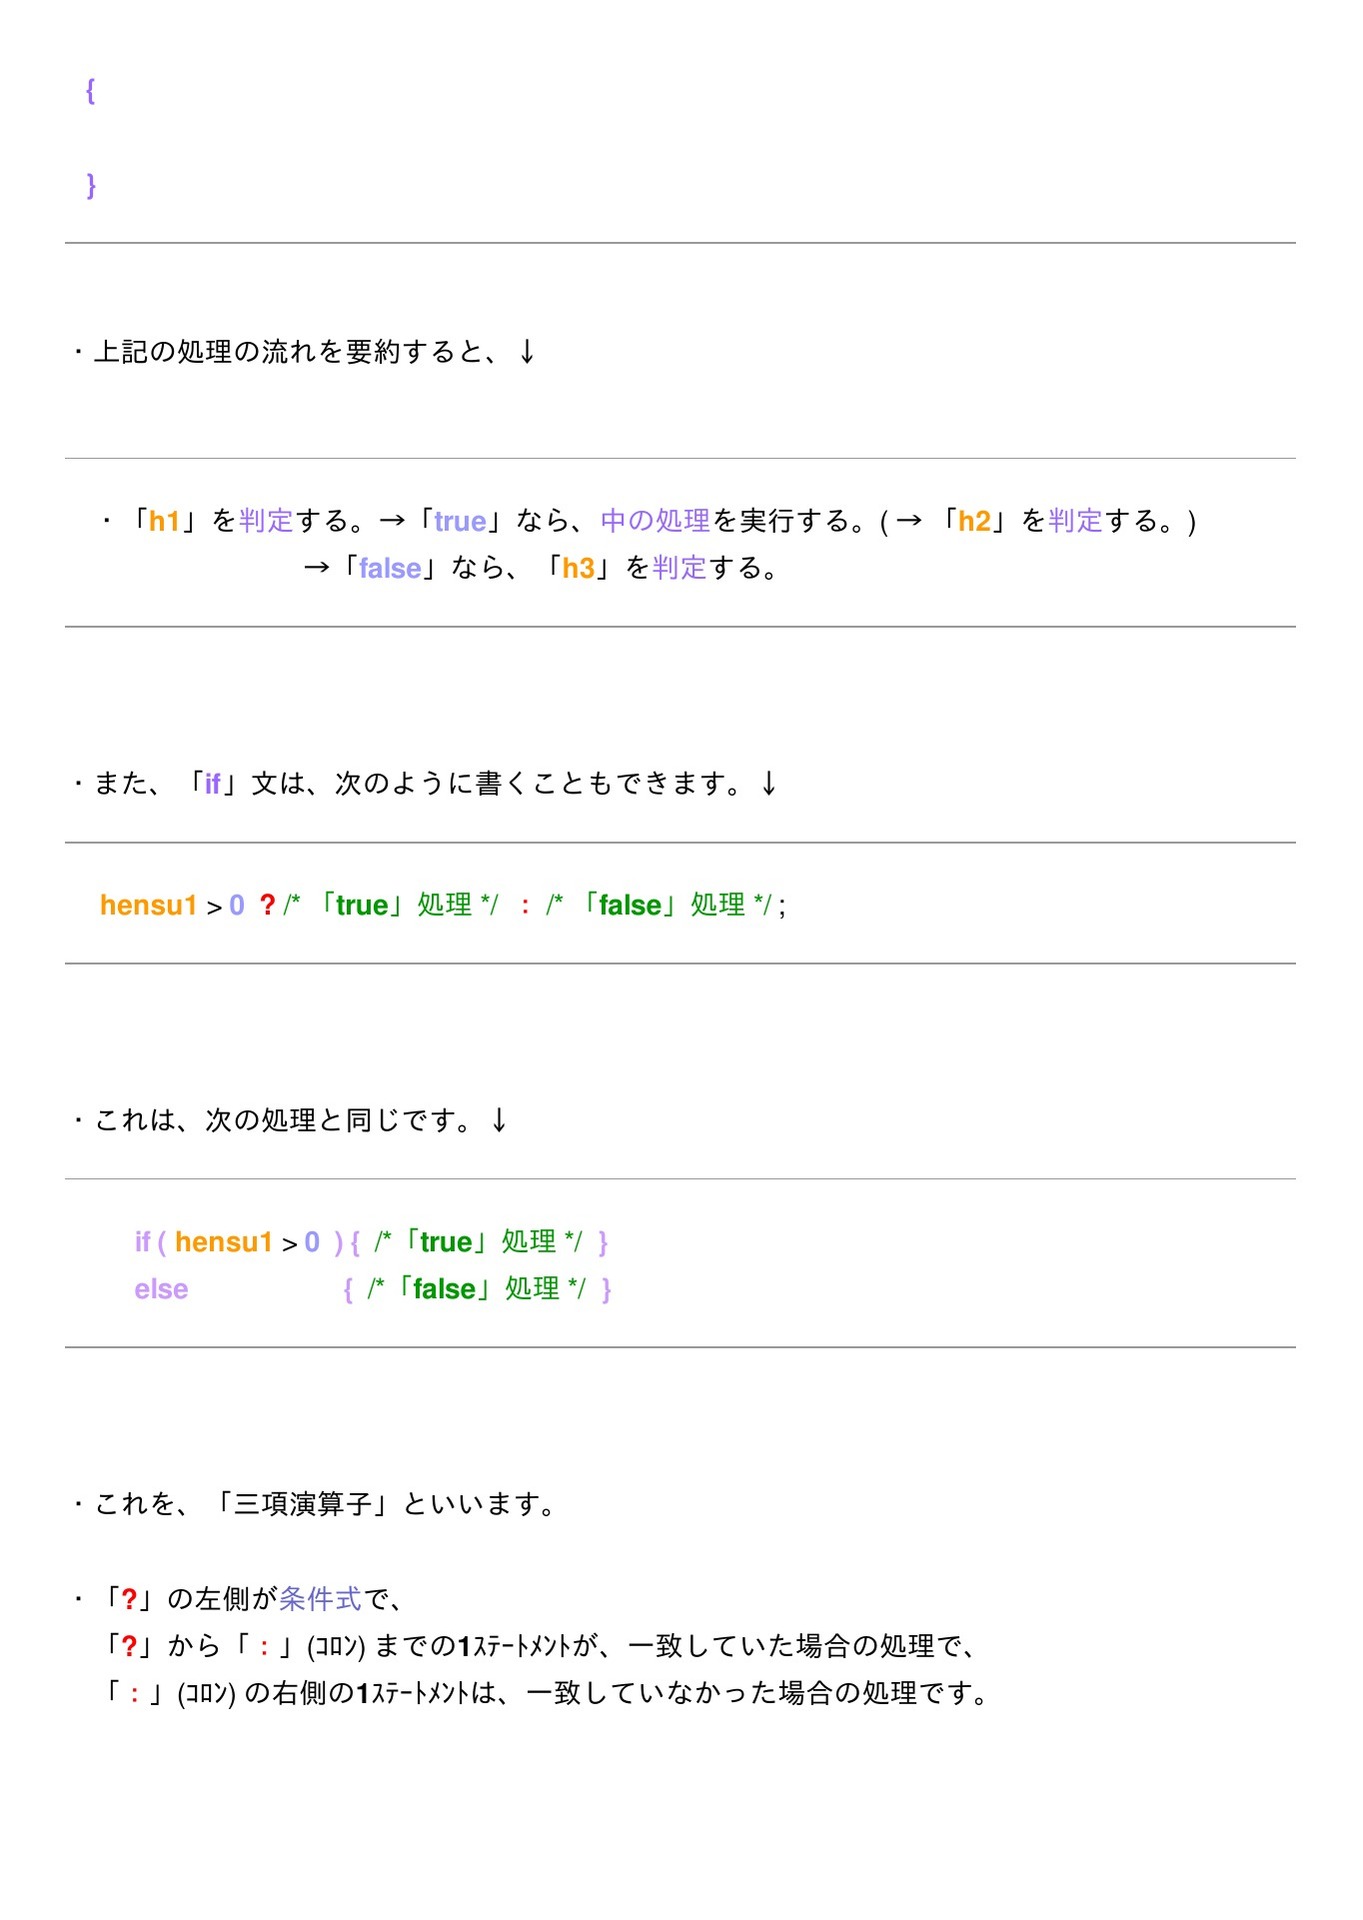 {
}
・上記の処理の流れを要約すると、↓
・「h1」を判定する。→「true」なら、中の処理を実行する。( → 「h2」を判定する。)
→「false」なら、「h3」を判定する。
・また、「if」文は、次のように書くこともできます。↓
hensu1 > 0 ? /* 「true」処理 */ : /* 「false」処理 */ ;
・これは、次の処理と同じです。↓
if ( hensu1 > 0 ) { /*「true」処理 */ }
else { /*「false」処理 */ }
・これを、「三項演算子」といいます。
・「?」の左側が条件式で、
「?」から「 : 」(ｺﾛﾝ) までの1ｽﾃｰﾄﾒﾝﾄが、一致していた場合の処理で、
「 : 」(ｺﾛﾝ) の右側の1ｽﾃｰﾄﾒﾝﾄは、一致していなかった場合の処理です。